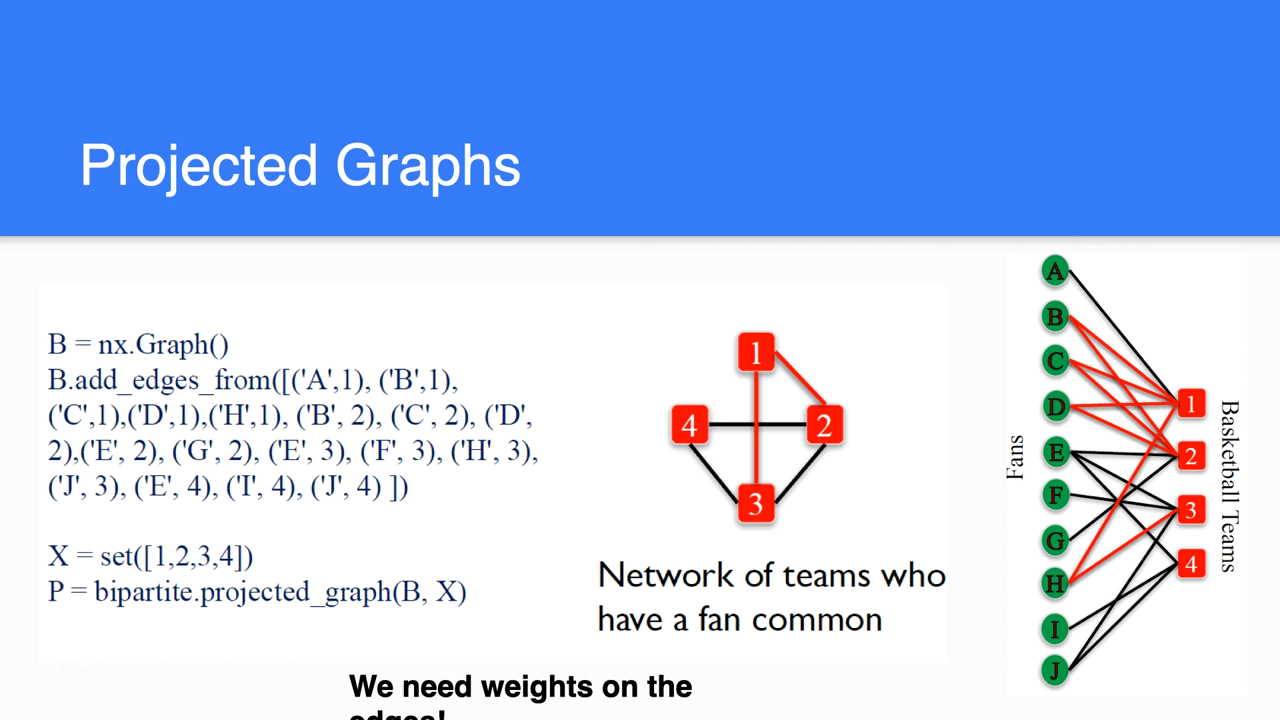 Projected Graphs
B = nx.Graph()
B.add_edges_from([('A',1), ('B',1),
('C',1),('D',1),('H',1), ('B', 2), ('C', 2), ('D',
2),('E', 2), ('G', 2), ('E', 3), ('F', 3), ('H', 3),
('J', 3), ('E', 4), ('I', 4), ('J', 4) ])
X = set([1,2,3,4])
P = bipartite.projected_graph(B, X)
1
4
2
3
Network of teams who
have a fan common
We need weights on the
edges!
Fans
A
B
C
D
E
F
G
H
I
J
1
2
3
4
Basketball Teams